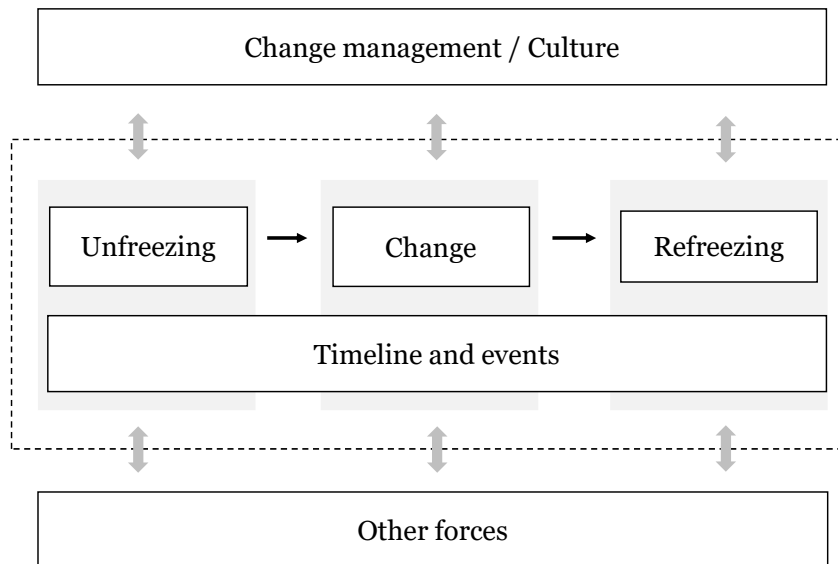 Change management / Culture
Unfreezing
Change
Refreezing
Timeline and events
Other forces